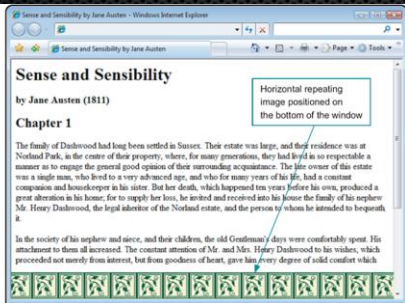 Sense and Sensibility by Jane Austen - Windows Internet Explorer
Sense and Sensibility by Jane Austen
Page
Tools
Sense and Sensibility
by Jane Austen (1811)
Chapter 1
Horizontal repeating
image positioned on
the bottom of the window
The family of Dashwood had long been settled in Sussex. Their estate was large, and their residence was at
Norland Park, in the centre of their property, where, for many generations, they had lived in so respectable a
manner as to engage the general good opinion of their surrounding acquaintance. The late owner of this estate
was a single man, who lived to a very advanced age, and who for many years of his life, had a constant
companion and housekeeper in his sister. But her death, which happened ten years before his own, produced a
great alteration in his home; for to supply her loss, he invited and received into his house the family of his nephew
Mr. Henry Dashwood, the legal inheritor of the Norland estate, and the person to whom he intended to bequeath
it.
In the society of his nephew and niece, and their children, the old Gentleman's days were comfortably spent. His
attachment to them all increased. The constant attention of Mr. and Mrs. Henry Dashwood to his wishes, which
proceeded not merely from interest, but from goodness of heart, gave him every degree of solid comfort which